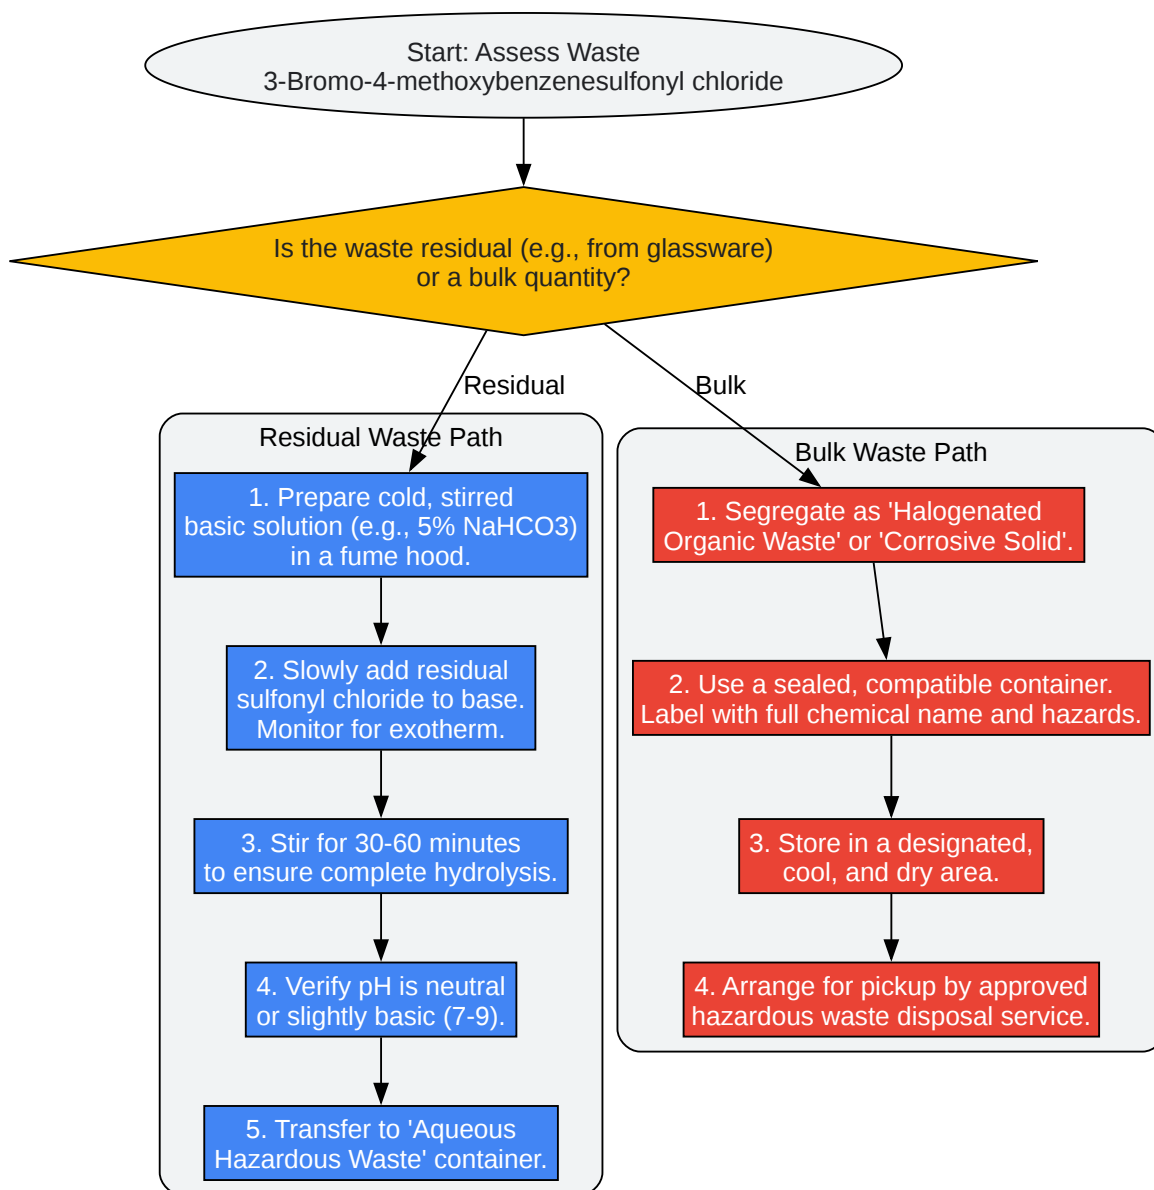 Start: Assess Waste
3-Bromo-4-methoxybenzenesulfonyl chloride
Is the waste residual (e.g., from glassware)
or a bulk quantity?
Residual
Bulk
Residual Waste Path
1. Prepare cold, stirred
basic solution (e.g., 5% NaHCO3)
in a fume hood.
2. Slowly add residual
sulfonyl chloride to base.
Monitor for exotherm.
3. Stir for 30-60 minutes
to ensure complete hydrolysis.
4. Verify pH is neutral
or slightly basic (7-9).
5. Transfer to 'Aqueous
Hazardous Waste' container.
Bulk Waste Path
1. Segregate as 'Halogenated
Organic Waste' or 'Corrosive Solid'.
2. Use a sealed, compatible container.
Label with full chemical name and hazards.
3. Store in a designated,
cool, and dry area.
4. Arrange for pickup by approved
hazardous waste disposal service.